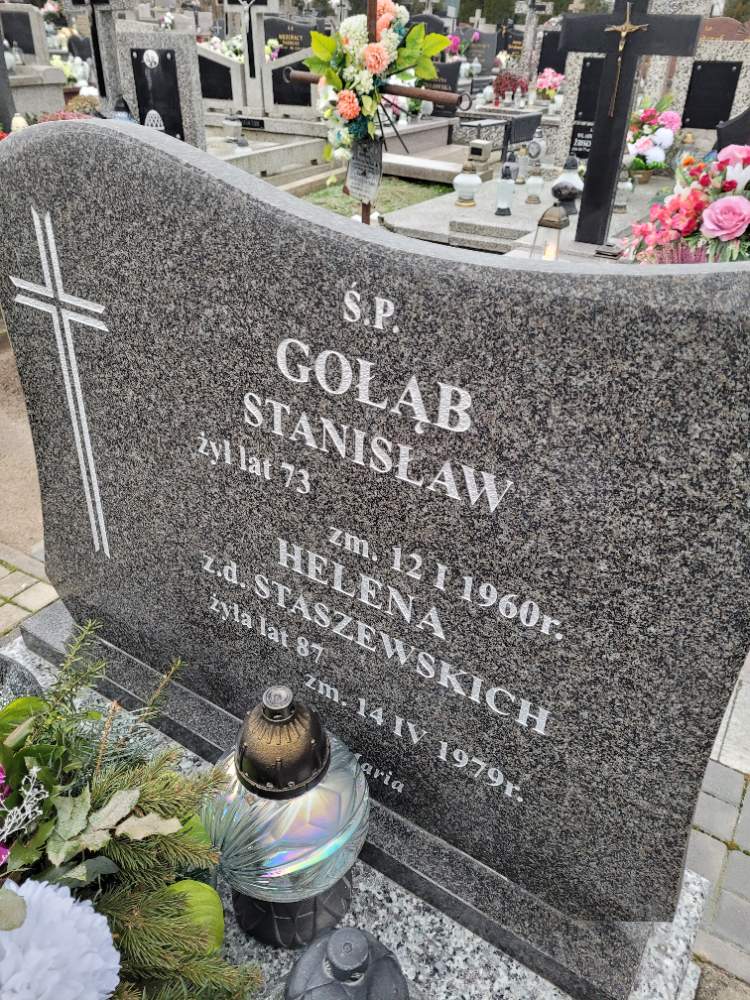 Ś.P.
GOŁĄB
STANISŁAW
żył lat 73
zm. 12 I 1960r.
HELENA
z.d. STASZEWSKICH
żyła lat 87
zm. 14 IV 1979r.